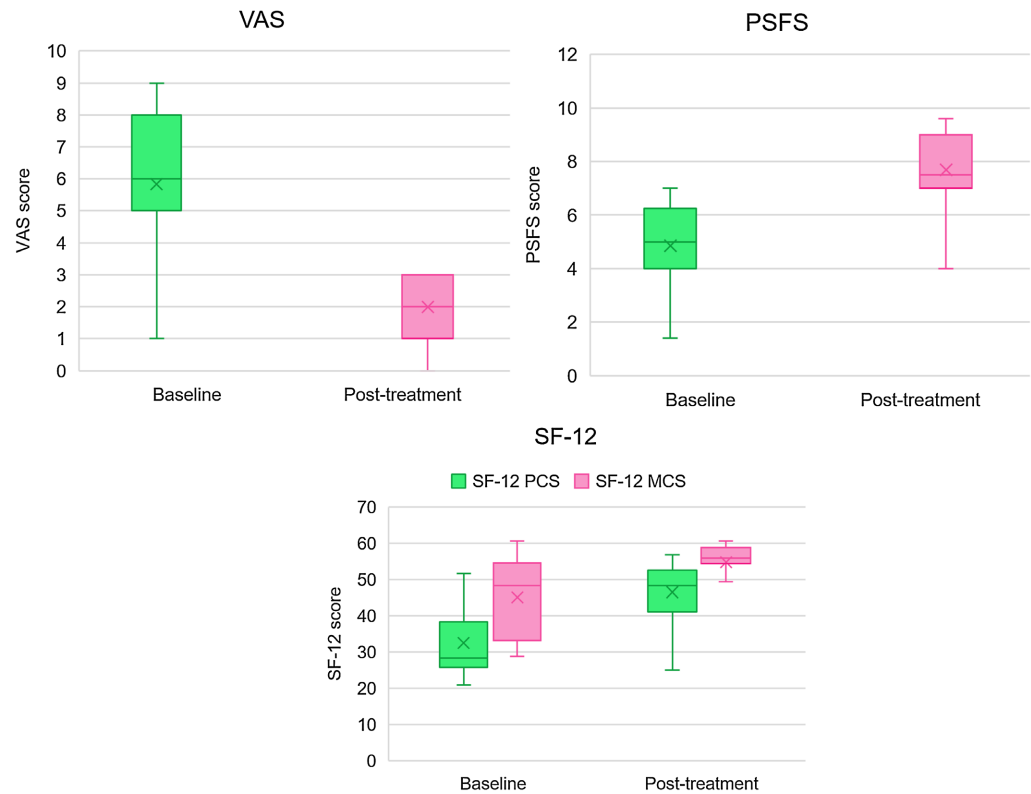 VAS
10
9
8
7
6
5
4
3
2
1
0
VAS score
Baseline
Post-treatment
PSFS
12
10
8
6
4
2
0
PSFS score
Baseline
Post-treatment
SF-12
SF-12 PCS
SF-12 MCS
70
60
50
40
30
20
10
0
SF-12 score
Baseline
Post-treatment